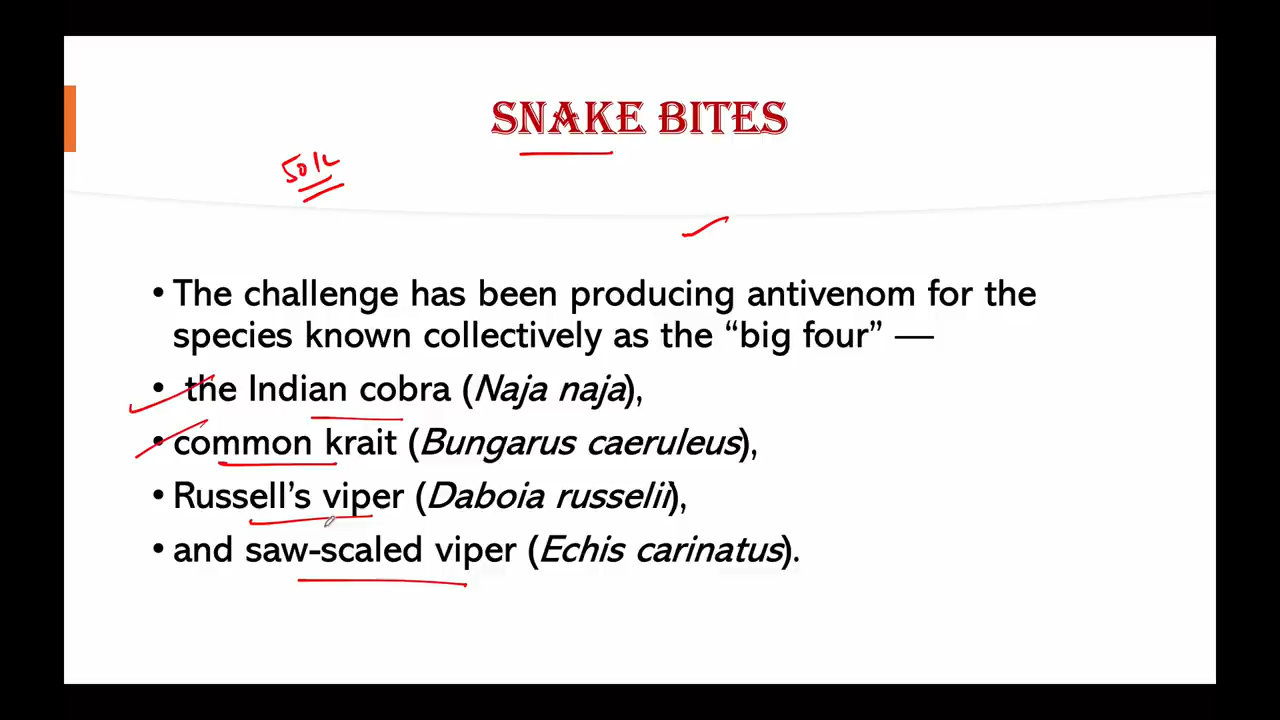 SNAKE BITES
50k
• The challenge has been producing antivenom for the
species known collectively as the “big four” —
• the Indian cobra (Naja naja),
• common krait (Bungarus caeruleus),
• Russell’s viper (Daboia russelii),
• and saw-scaled viper (Echis carinatus).